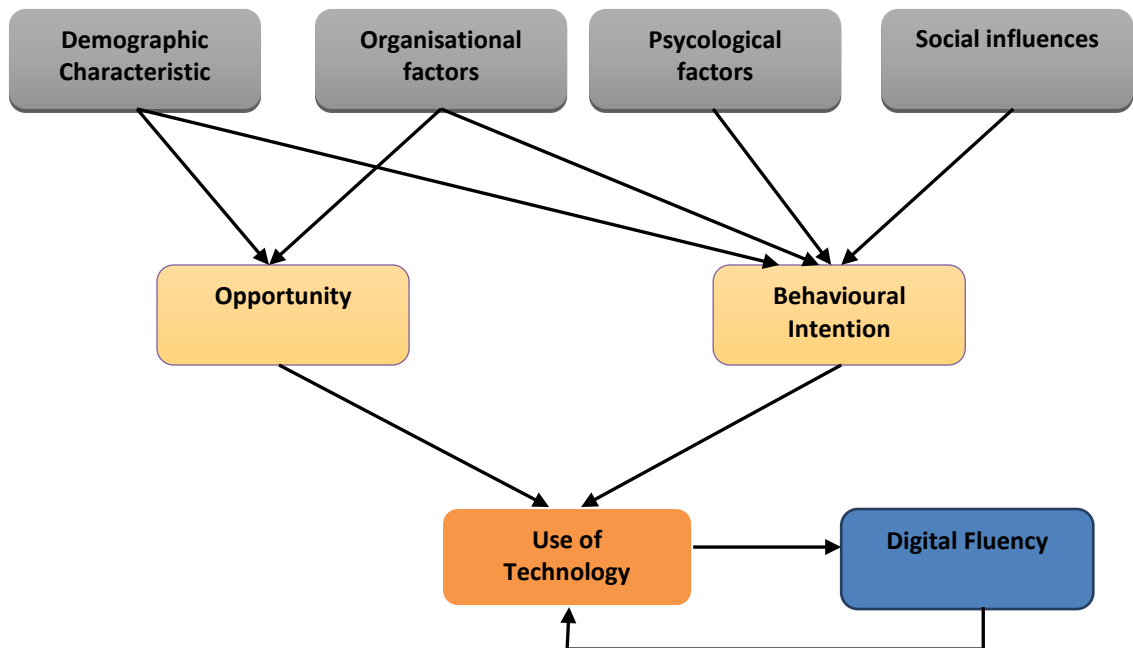 Demographic
Characteristic
Organisational
factors
Psycological
factors
Social influences
Opportunity
Behavioural
Intention
Use of
Technology
Digital Fluency